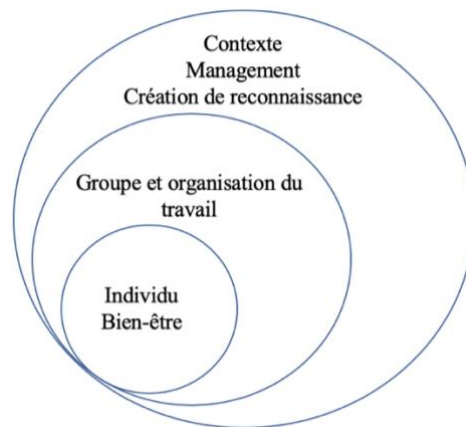 Contexte
Management
Création de reconnaissance
Groupe et organisation du
travail
Individu
Bien-être